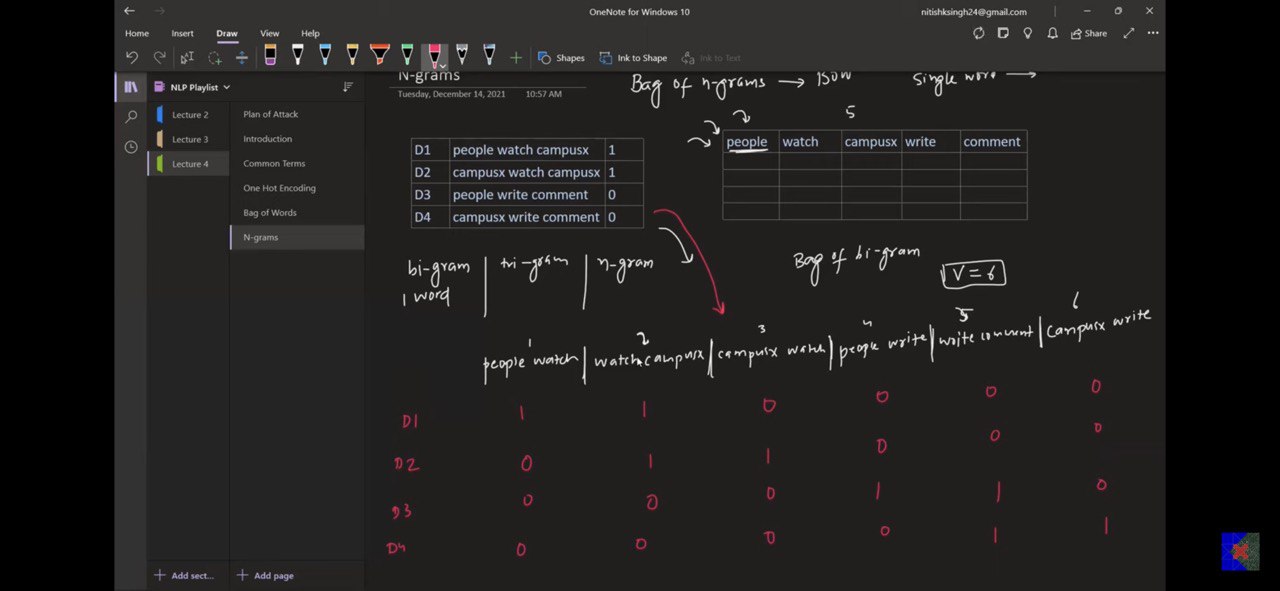 OneNote for Windows 10
nitishksingh24@gmail.com
Home Insert Draw View Help
Share
Shapes Ink to Shape Ink to Text
NLP Playlist
Lecture 2
Lecture 3
Lecture 4
Plan of Attack
Introduction
Common Terms
One Hot Encoding
Bag of Words
N-grams
Add sect...
Add page
N-grams
Tuesday, December 14, 2021 10:57 AM
Bag of n-grams → BOW single word →
5
D1 people watch campusx 1
D2 campusx watch campusx 1
D3 people write comment 0
D4 campusx write comment 0
people watch campusx write comment
bi-gram | tri-gram | n-gram
1 word
Bag of bi-gram
V = 6
1 2 3 4 5 6
people watch | watch campusx | campusx watch | people write | write comment | campusx write
D1 1 1 0 0 0 0
D2 0 1 1 0 0 0
D3 0 0 0 1 1 0
D4 0 0 0 0 1 1